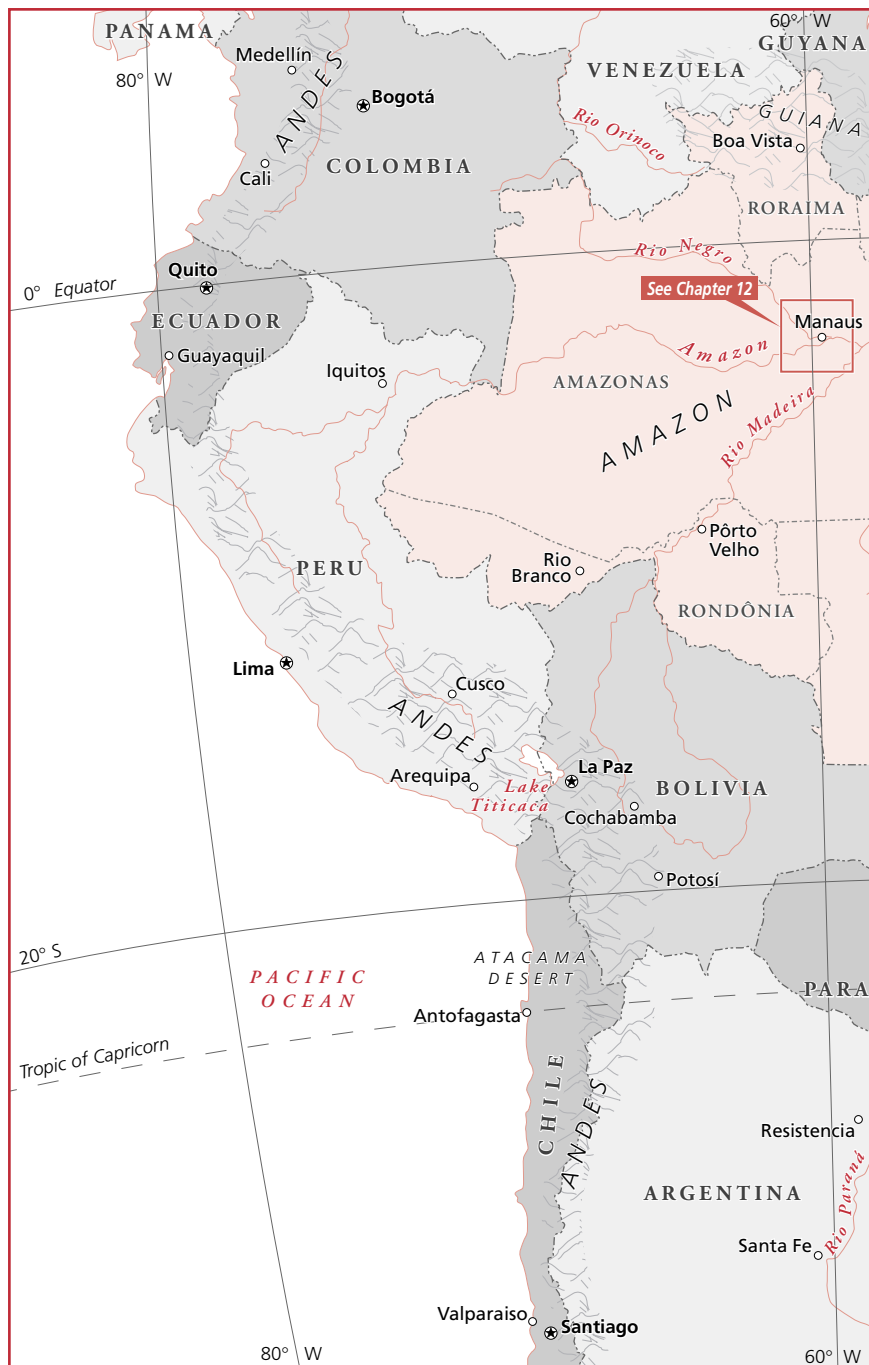 PANAMA
60° W
GUYANA
Medellín
80° W
VENEZUELA
ANDES
Bogotá
GUIANA
Rio Orinoco
Boa Vista
COLOMBIA
Cali
RORAIMA
Rio Negro
Quito
0° Equator
See Chapter 12
ECUADOR
Manaus
Guayaquil
Amazon
Iquitos
AMAZONAS
AMAZON
Rio Madeira
Pôrto
Velho
Rio
Branco
PERU
RONDÔNIA
Lima
Cusco
ANDES
La Paz
Arequipa
Lake
Titicaca
BOLIVIA
Cochabamba
Potosí
20° S
ATACAMA
DESERT
PACIFIC
OCEAN
PARA
Antofagasta
Tropic of Capricorn
CHILE
ANDES
Resistencia
ARGENTINA
Rio Paraná
Santa Fe
Valparaiso
Santiago
80° W
60° W